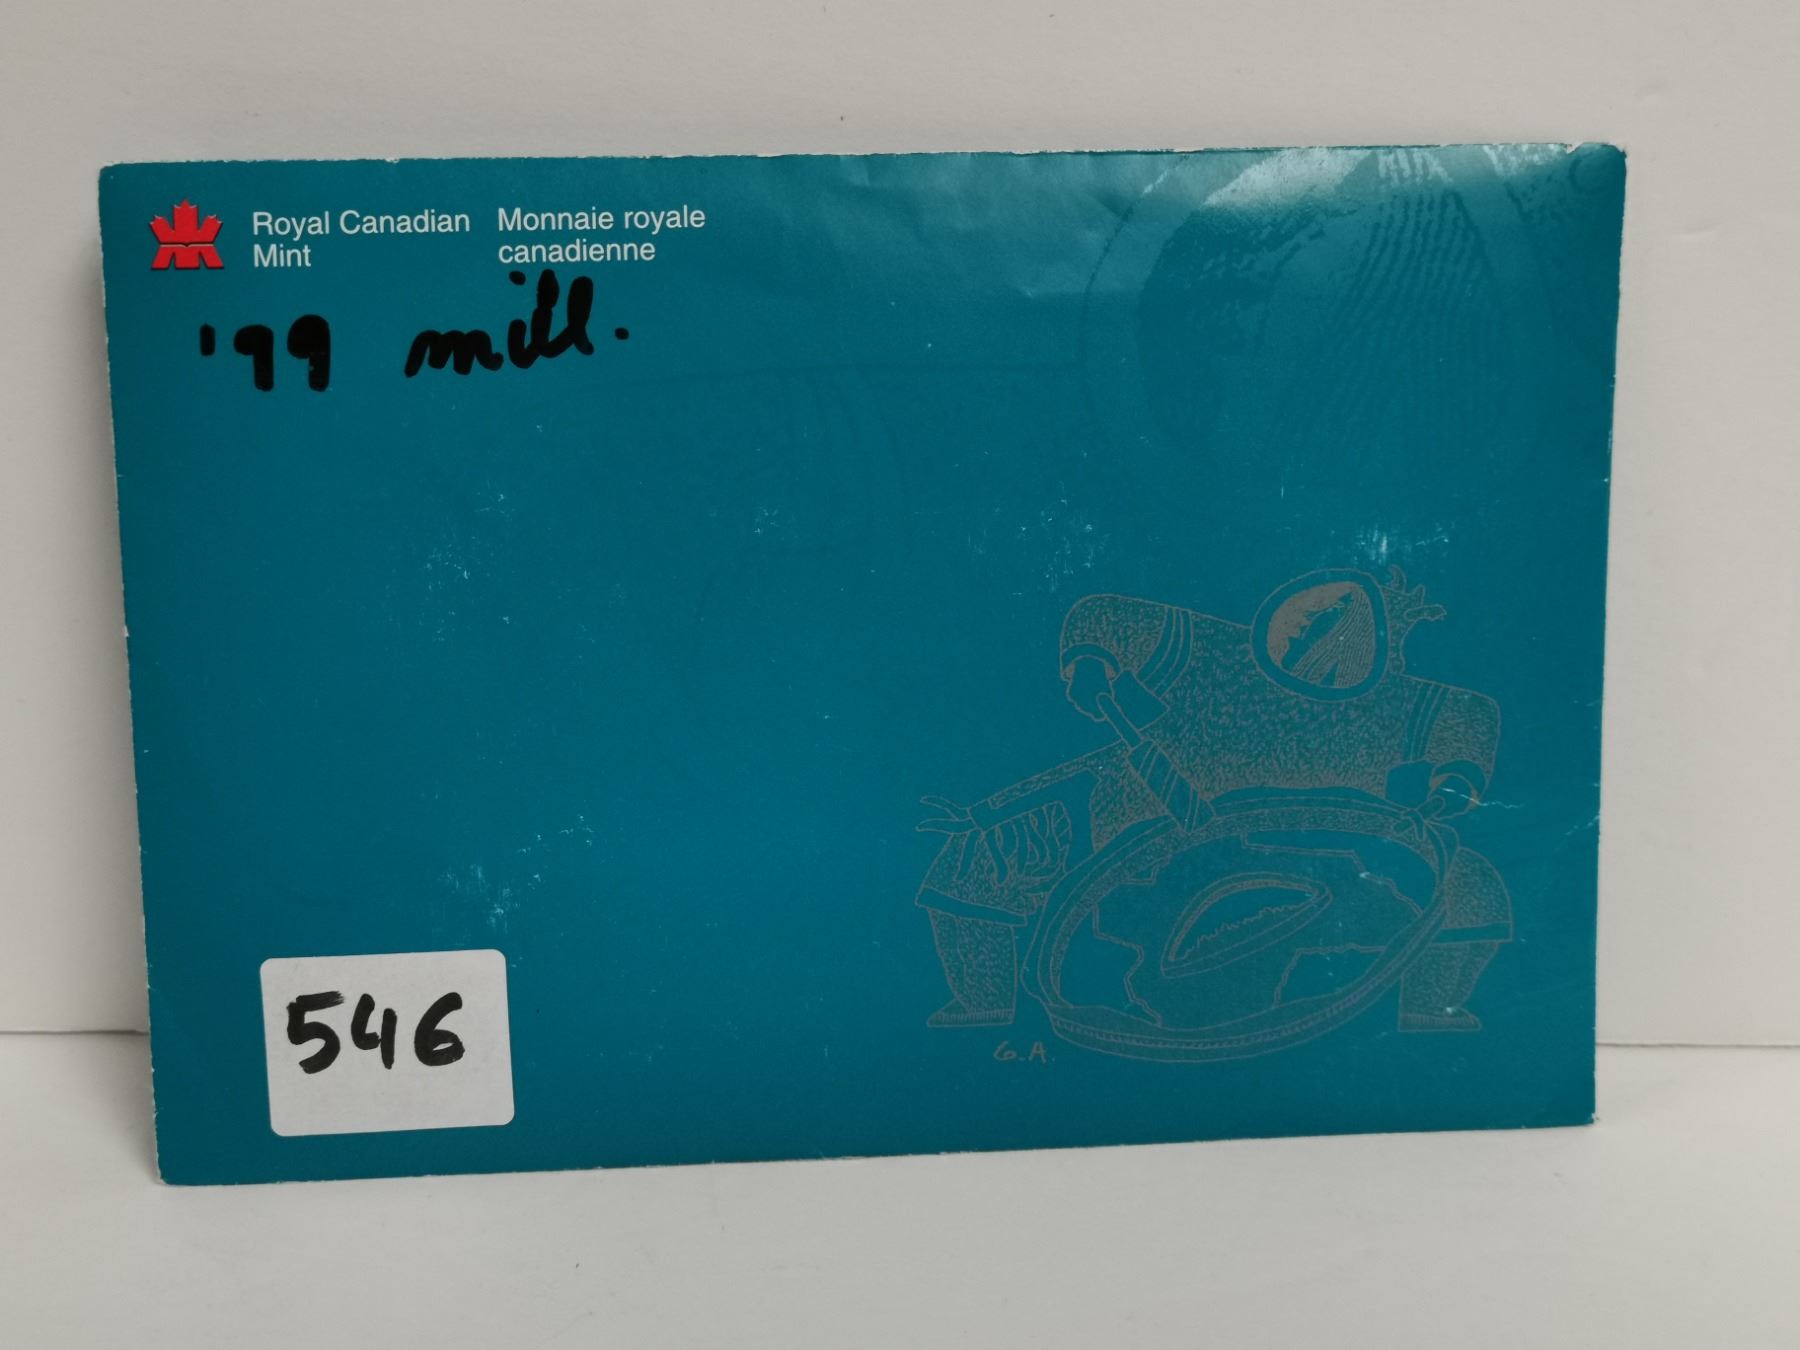 Royal Canadian Monnaie royale
Mint canadienne
'99 mill.
546
G.A.